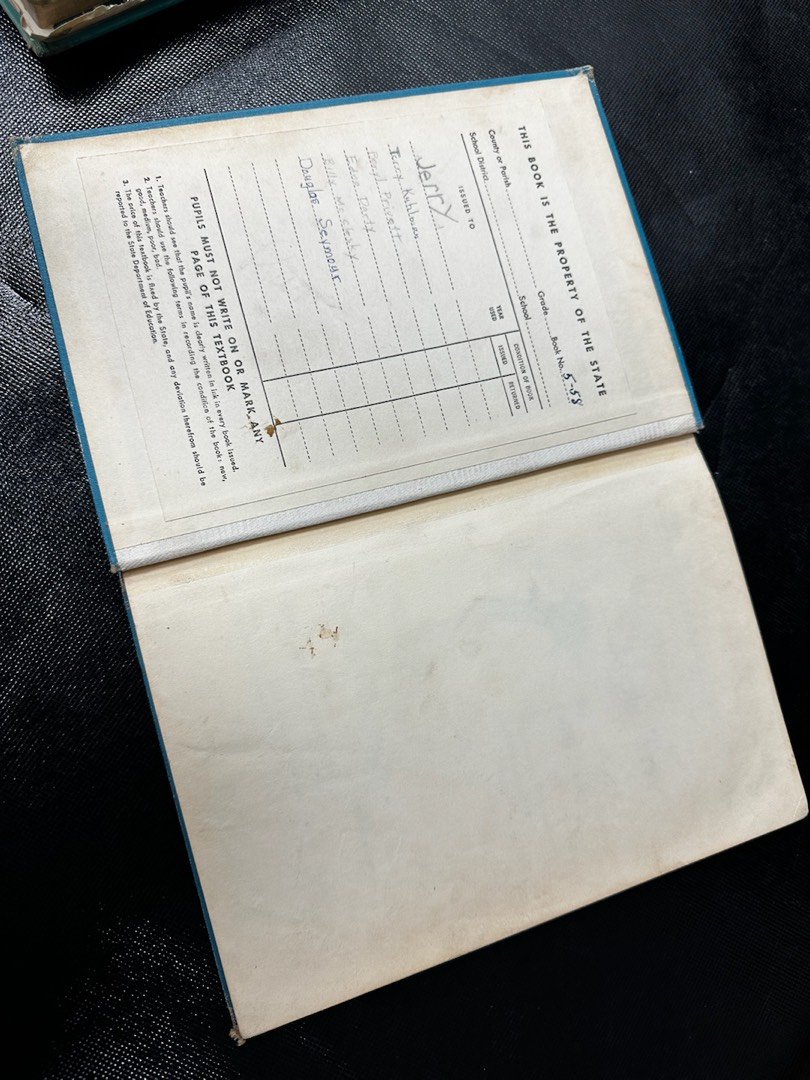 THIS BOOK IS THE PROPERTY OF THE STATE
County or Parish Grade Book No. 5-58
School District School
ISSUED TO YEAR USED CONDITION OF BOOK
ISSUED RETURNED
Jerry
Douglas Seymour
PUPILS MUST NOT WRITE ON OR MARK ANY
PAGE OF THIS TEXTBOOK
1. Teachers should see that the pupil's name is clearly written in ink in every book issued.
2. Teachers should use the following terms in recording the condition of the book: new,
good, medium, poor, bad.
3. The price of this textbook is fixed by the State, and any deviation therefrom should be
reported to the State Department of Education.